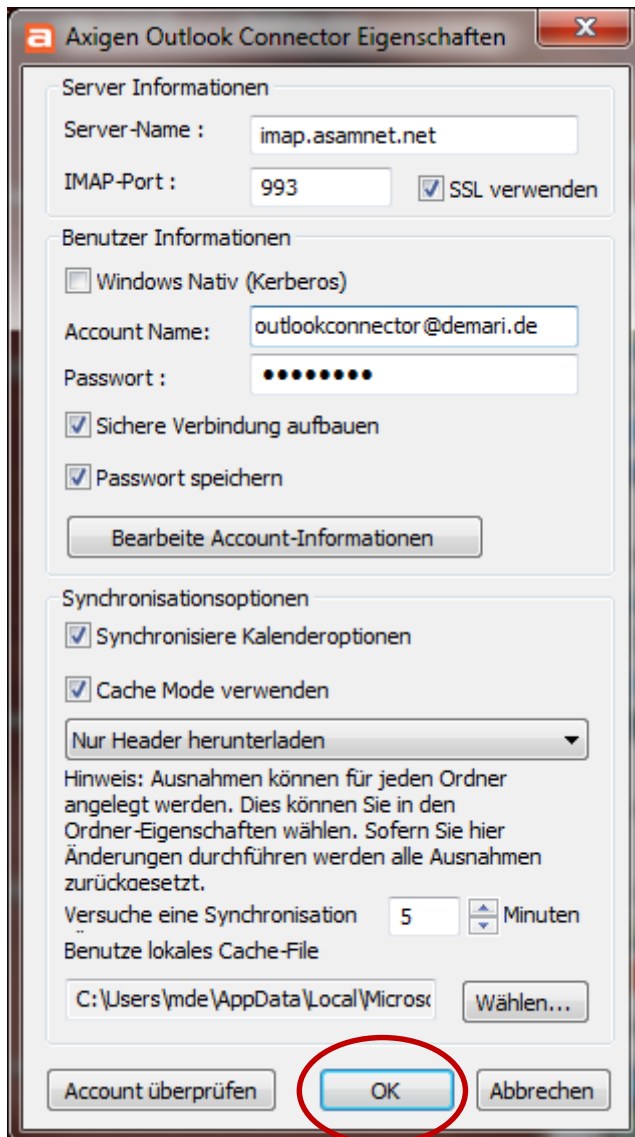 Axigen Outlook Connector Eigenschaften
Server Informationen
Server-Name : imap.asamnet.net
IMAP-Port : 993 SSL verwenden
Benutzer Informationen
Windows Nativ (Kerberos)
Account Name: outlookconnector@demari.de
Passwort : ●●●●●●●●
Sichere Verbindung aufbauen
Passwort speichern
Bearbeite Account-Informationen
Synchronisationsoptionen
Synchronisiere Kalenderoptionen
Cache Mode verwenden
Nur Header herunterladen
Hinweis: Ausnahmen können für jeden Ordner
angelegt werden. Dies können Sie in den
Ordner-Eigenschaften wählen. Sofern Sie hier
Änderungen durchführen werden alle Ausnahmen
zurückgesetzt.
Versuche eine Synchronisation 5 Minuten
Benutze lokales Cache-File
C:\Users\mde\AppData\Local\Microsc Wählen...
Account überprüfen OK Abbrechen